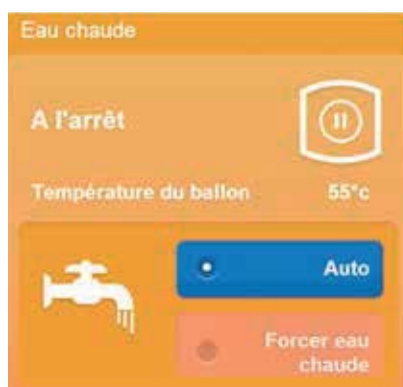 Eau chaude
A l'arrêt
Température du ballon 55°c
Auto
Forcer eau
chaude